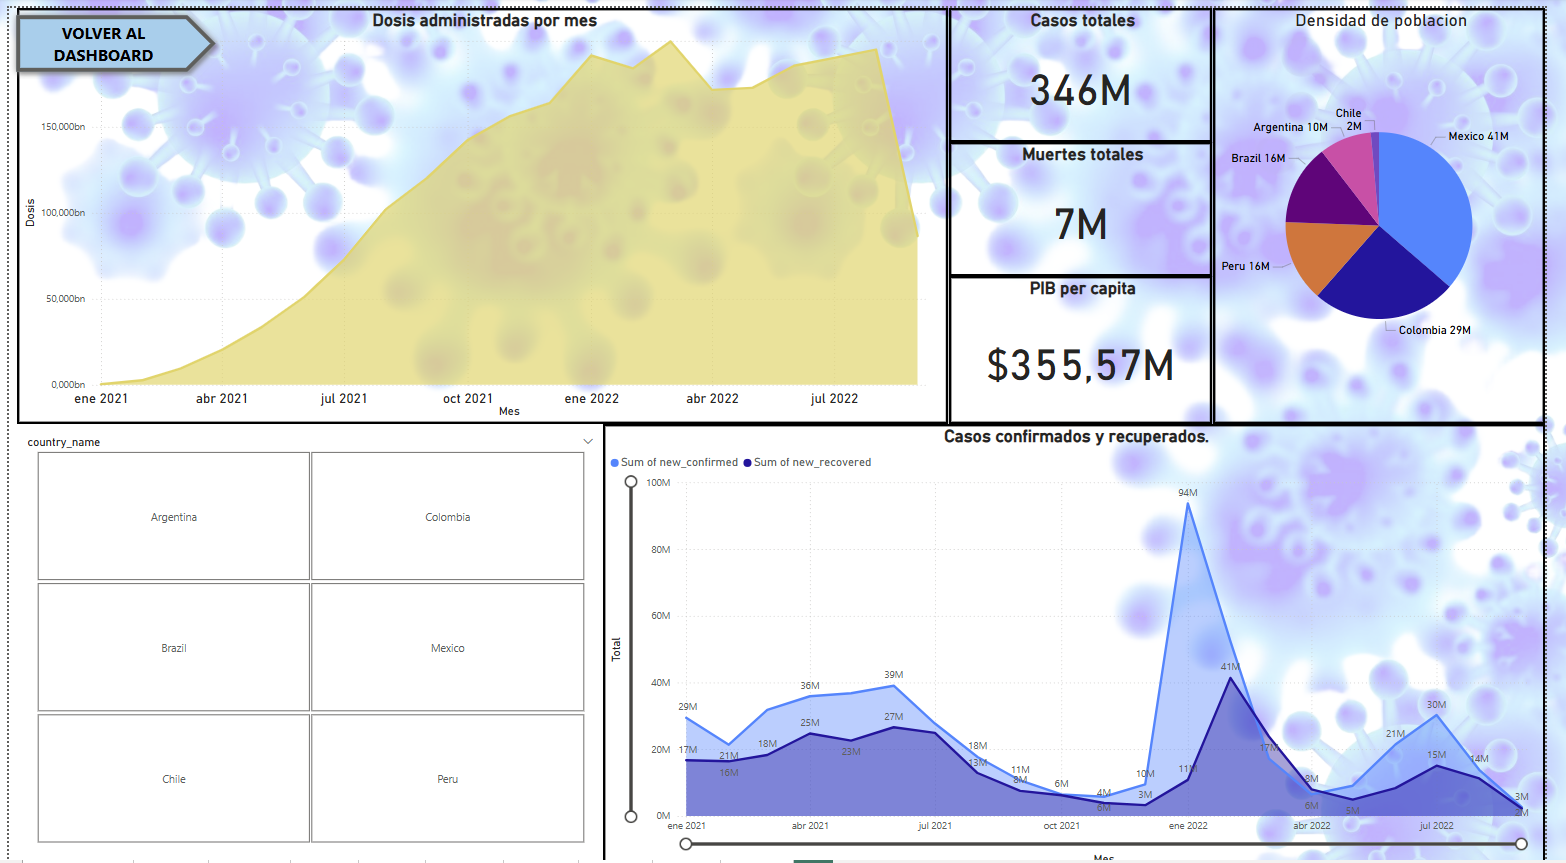 VOLVER AL
DASHBOARD
Dosis administradas por mes
150,000bn
100,000bn
50,000bn
0,000bn
Dosis
ene 2021
abr 2021
jul 2021
oct 2021
ene 2022
abr 2022
jul 2022
Mes
Casos totales
346M
Muertes totales
7M
PIB per capita
$355,57M
Densidad de poblacion
Chile
2M
Argentina 10M
Mexico 41M
Brazil 16M
Peru 16M
Colombia 29M
country_name
Argentina
Colombia
Brazil
Mexico
Chile
Peru
Casos confirmados y recuperados.
Sum of new_confirmed
Sum of new_recovered
100M
80M
60M
40M
20M
0M
Total
29M
36M
39M
18M
11M
6M
4M
10M
94M
17M
6M
21M
30M
14M
3M
17M
21M
16M
18M
25M
23M
27M
13M
8M
6M
3M
11M
41M
8M
5M
15M
2M
ene 2021
abr 2021
jul 2021
oct 2021
ene 2022
abr 2022
jul 2022
Mes